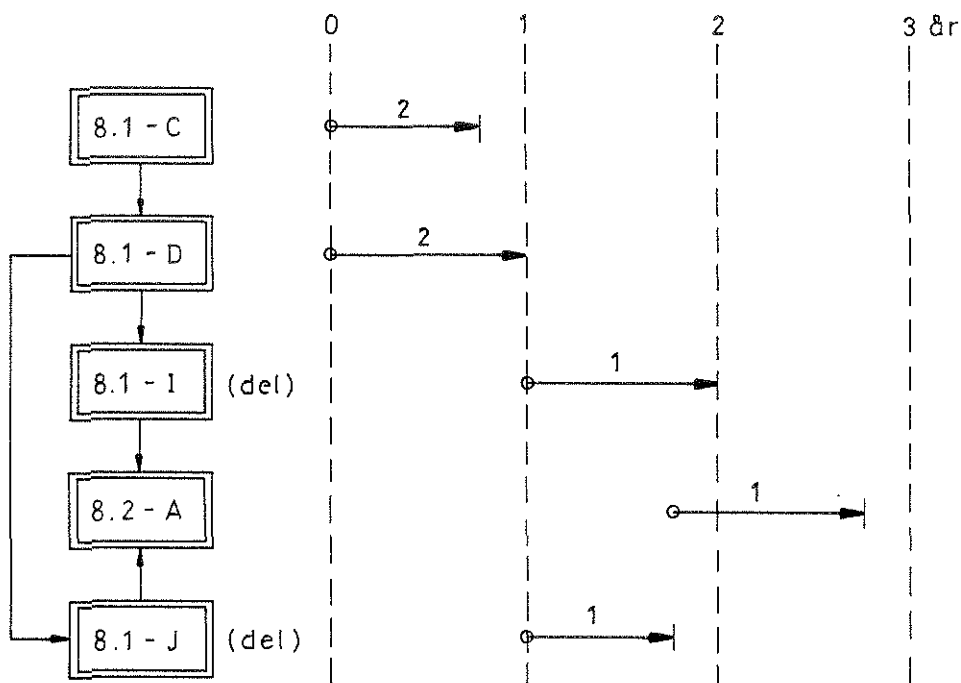 0 1 2 3 år
8.1 - C 2
8.1 - D 2
8.1 - I (del) 1
8.2 - A 1
8.1 - J (del) 1